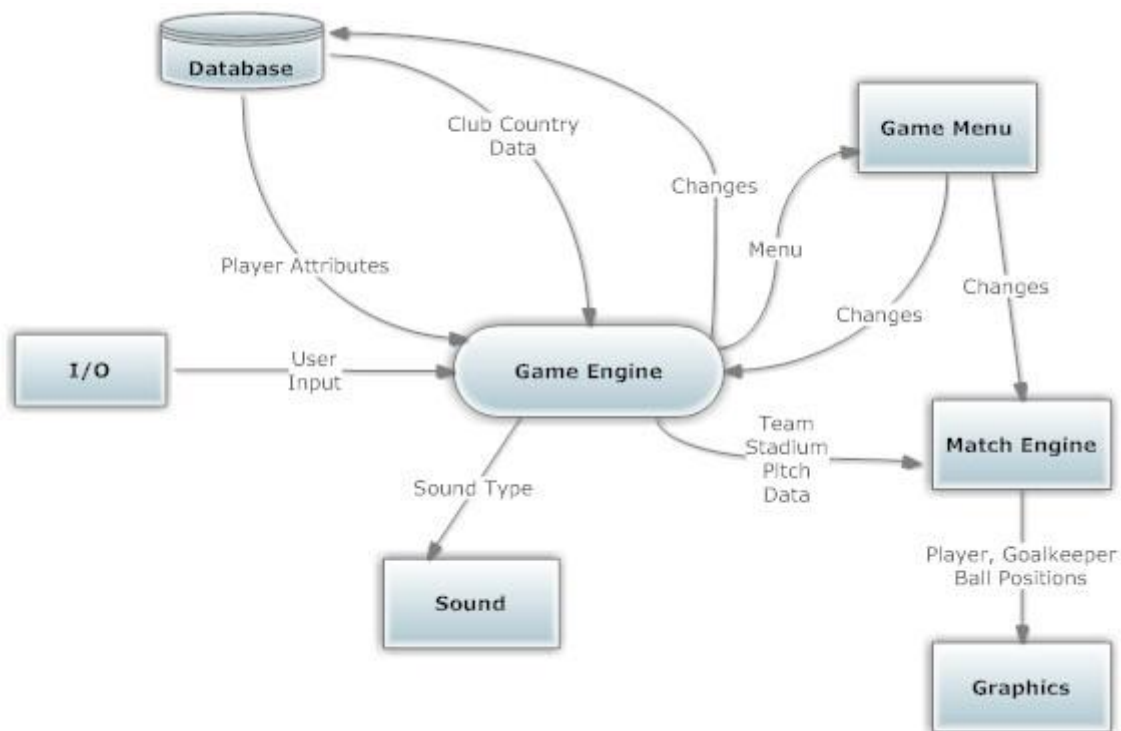 Database
Club Country
Data
Game Menu
Changes
Menu
Player Attributes
Changes
Changes
I/O
User
Input
Game Engine
Team
Stadium
Pitch
Data
Match Engine
Sound Type
Player, Goalkeeper
Ball Positions
Sound
Graphics